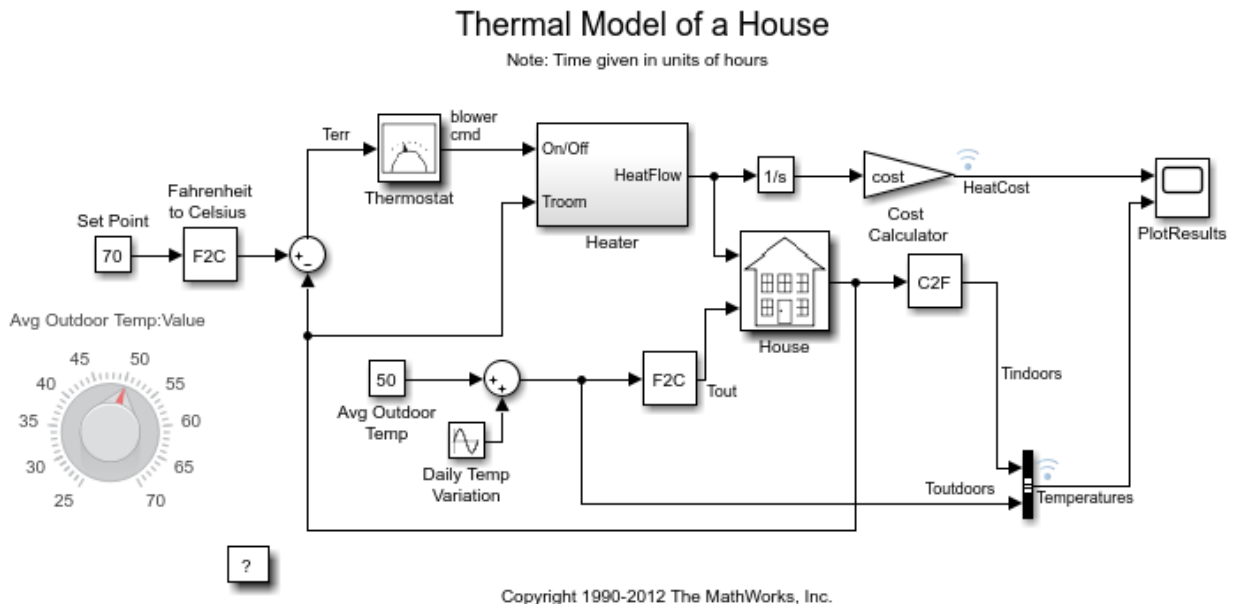 Thermal Model of a House
Note: Time given in units of hours
blower
cmd
Terr
On/Off
HeatFlow
Troom
Heater
Thermostat
1/s
cost
HeatCost
Cost
Calculator
PlotResults
Fahrenheit
to Celsius
Set Point
70
F2C
+
−
House
C2F
Avg Outdoor Temp:Value
25
30
35
40
45
50
55
60
65
70
50
Avg Outdoor
Temp
+
+
F2C
Tout
Daily Temp
Variation
Tindoors
Toutdoors
Temperatures
?
Copyright 1990-2012 The MathWorks, Inc.